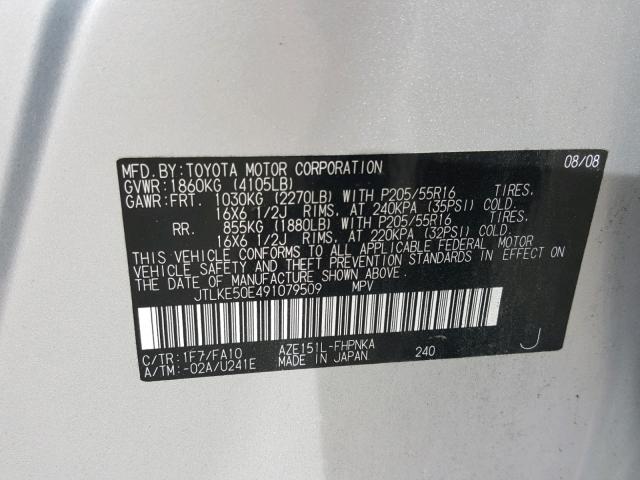 MFD.BY:TOYOTA MOTOR CORPORATION 08/08
GVWR:1860KG (4105LB)
GAWR:FRT. 1030KG (2270LB) WITH P205/55R16 TIRES.
16X6 1/2J RIMS. AT 240KPA (35PSI) COLD.
RR. 855KG (1880LB) WITH P205/55R16 TIRES.
16X6 1/2J RIMS. AT 220KPA (32PSI) COLD.
THIS VEHICLE CONFORMS TO ALL APPLICABLE FEDERAL MOTOR
VEHICLE SAFETY AND THEFT PREVENTION STANDARDS IN EFFECT ON
THE DATE OF MANUFACTURE SHOWN ABOVE.
JTLKE50E491079509 MPV
C/TR:1F7/FA10 AZE151L-FHPNKA 240 J
A/TM:-02A/U241E MADE IN JAPAN